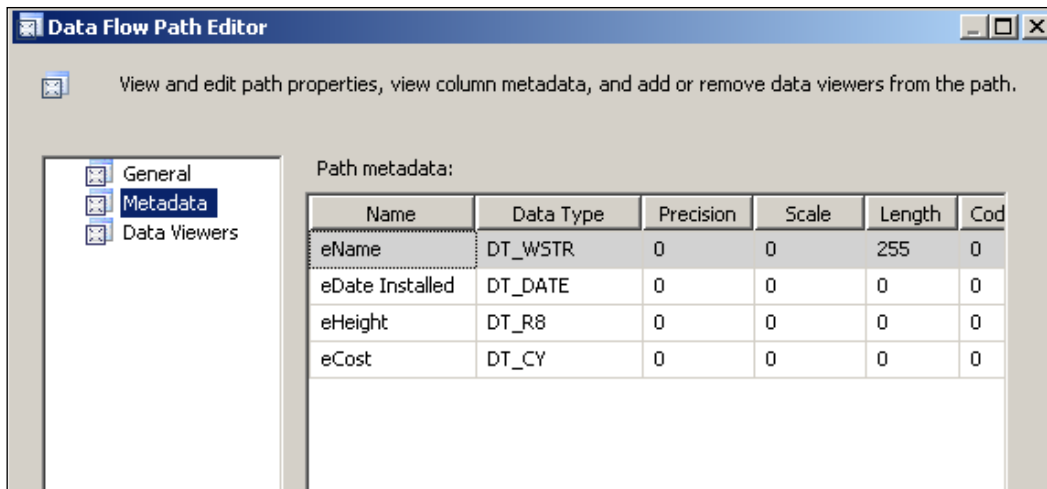 Data Flow Path Editor
View and edit path properties, view column metadata, and add or remove data viewers from the path.
General
Metadata
Data Viewers
Path metadata:
Name Data Type Precision Scale Length Cod
eName DT_WSTR 0 0 255 0
eDate Installed DT_DATE 0 0 0 0
eHeight DT_R8 0 0 0 0
eCost DT_CY 0 0 0 0